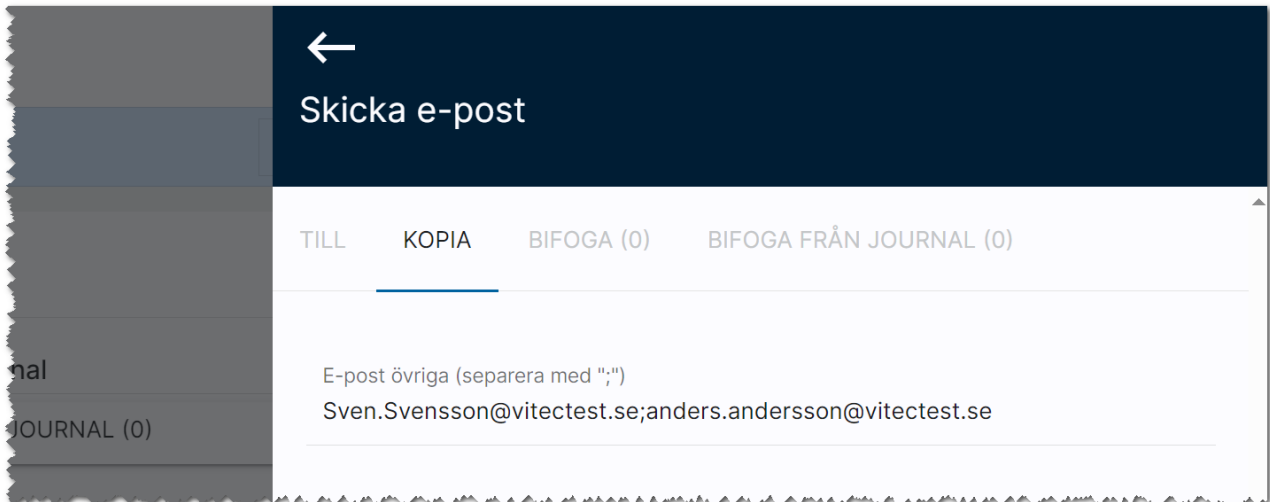 Skicka e-post
TILL KOPIA BIFOGA (0) BIFOGA FRÅN JOURNAL (0)
E-post övriga (separera med ";")
Sven.Svensson@vitectest.se;anders.andersson@vitectest.se
nal
JOURNAL (0)